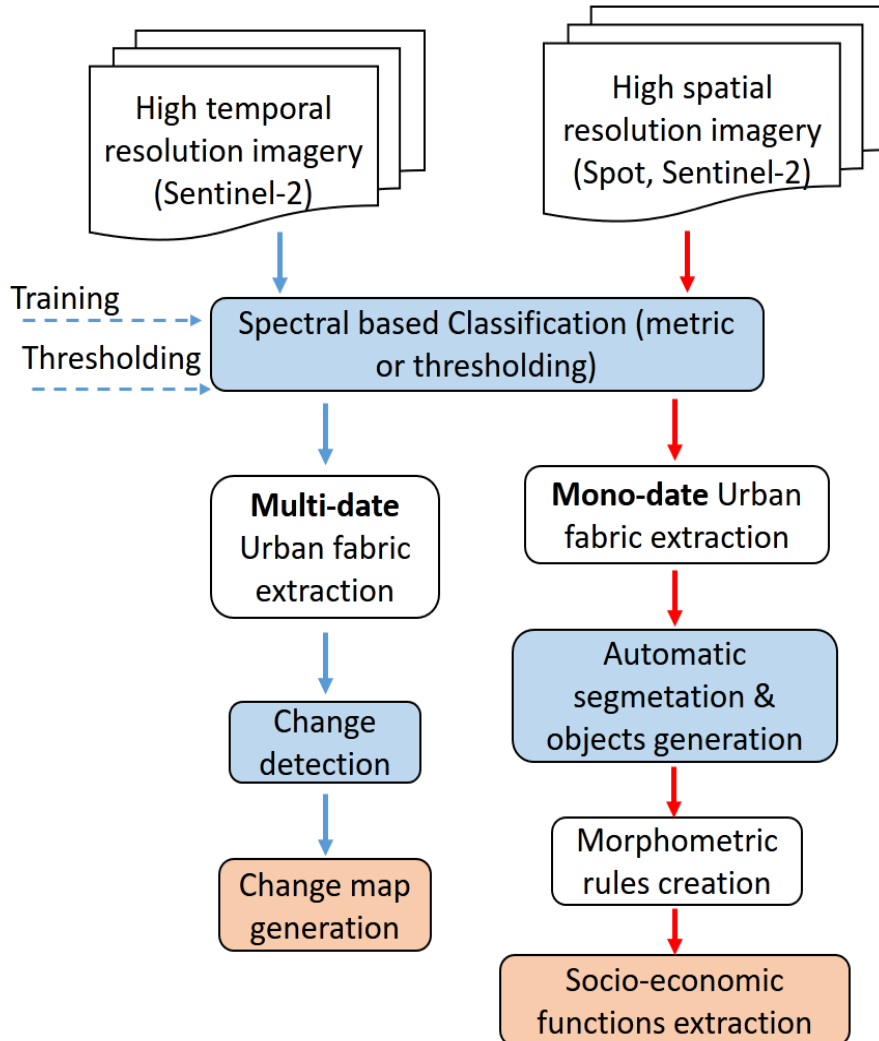 High temporal
resolution imagery
(Sentinel-2)
High spatial
resolution imagery
(Spot, Sentinel-2)
Training
Thresholding
Spectral based Classification (metric
or thresholding)
Multi-date
Urban fabric
extraction
Mono-date Urban
fabric extraction
Change
detection
Automatic
segmetation &
objects generation
Change map
generation
Morphometric
rules creation
Socio-economic
functions extraction